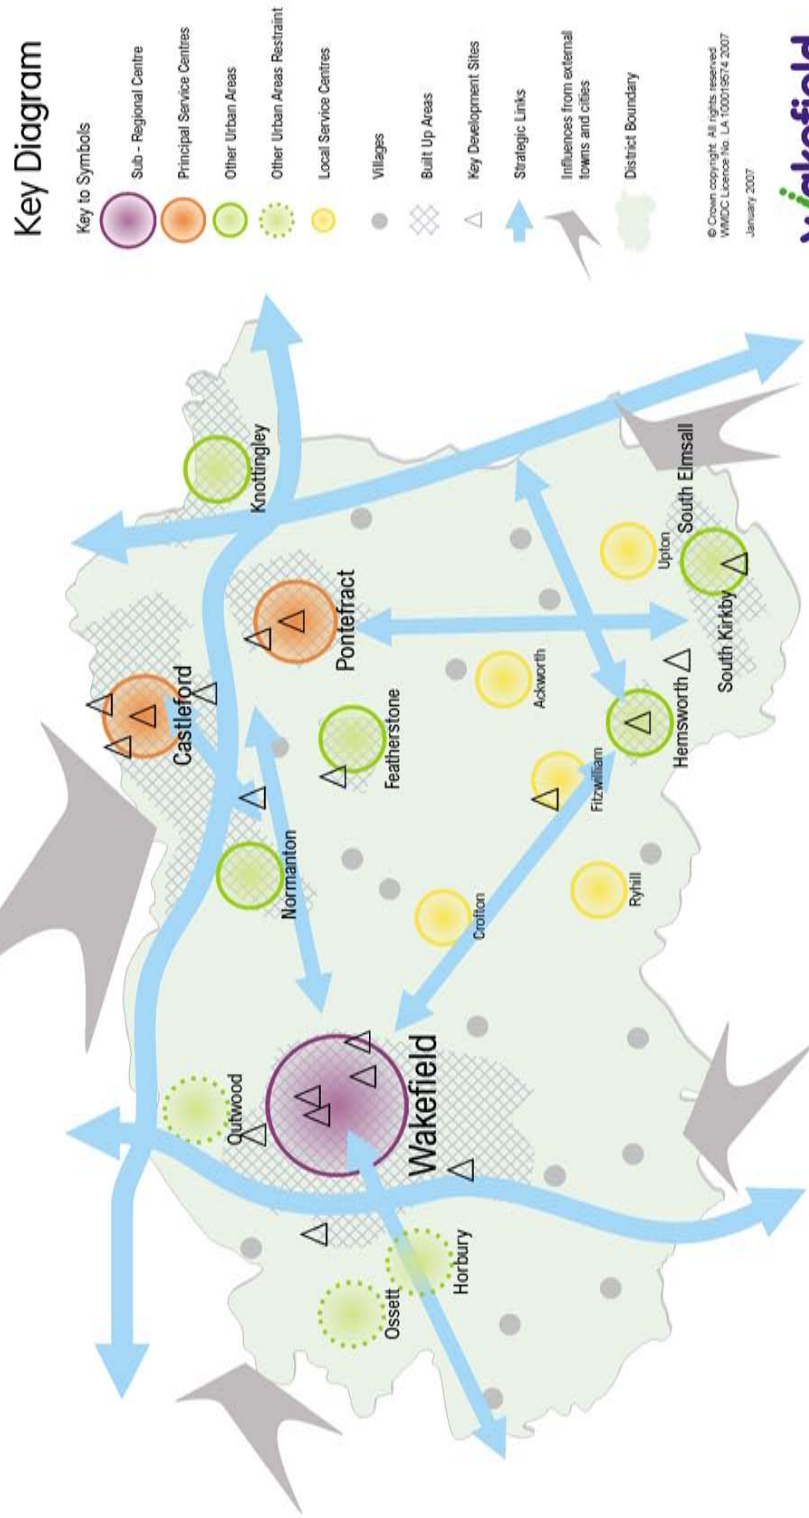 Key Diagram
Key to Symbols
Sub - Regional Centre
Principal Service Centres
Other Urban Areas
Other Urban Areas Restraint
Local Service Centres
Villages
Built Up Areas
Key Development Sites
Strategic Links
Influences from external
towns and cities
District Boundary
© Crown copyright All rights reserved
WMDC Licence No. LA 100019574 2007
January 2007
wakefield
Castleford
Knottingley
Pontefract
Normanton
Featherstone
Outwood
Wakefield
Ossett
Horbury
Crofton
Ackworth
Fitzwilliam
Ryhill
Upton
Hemsworth
South Elmsall
South Kirkby